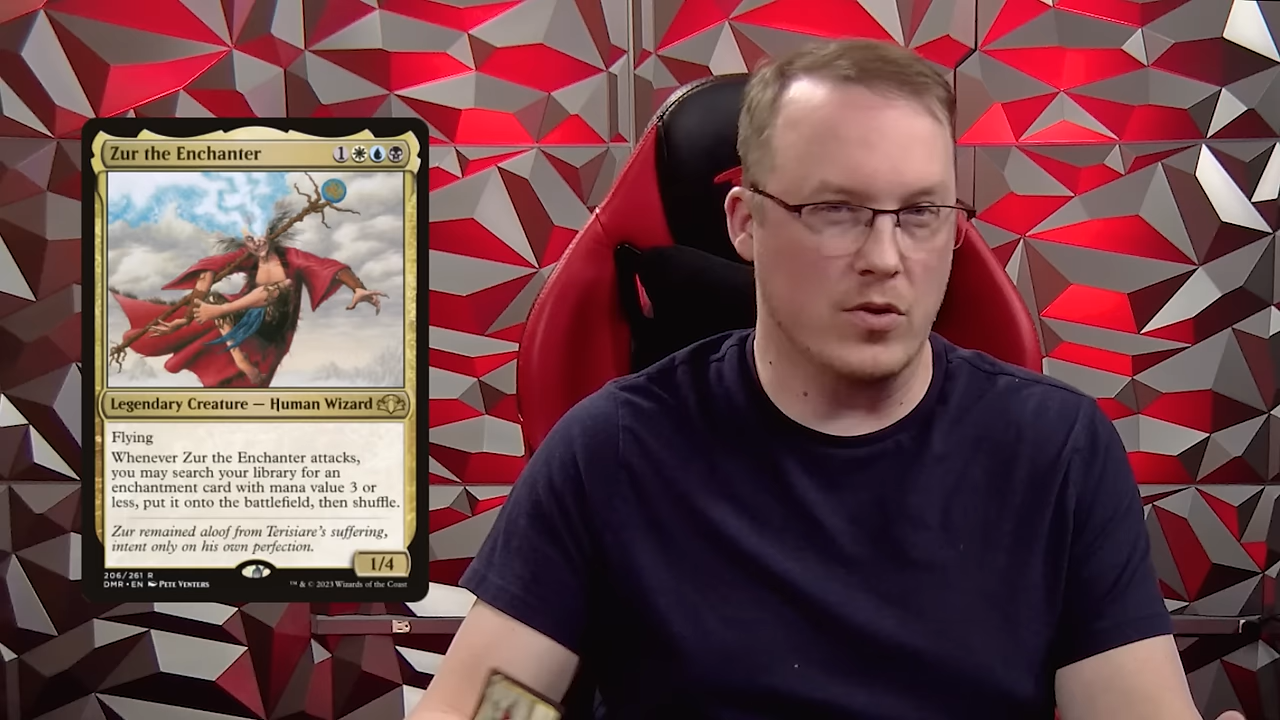 Zur the Enchanter 1
Legendary Creature — Human Wizard
Flying
Whenever Zur the Enchanter attacks,
you may search your library for an
enchantment card with mana value 3 or
less, put it onto the battlefield, then shuffle.
Zur remained aloof from Terisiare's suffering,
intent only on his own perfection.
1/4
206/261 R
DMR • EN PETE VENTERS
™ & © 2023 Wizards of the Coast